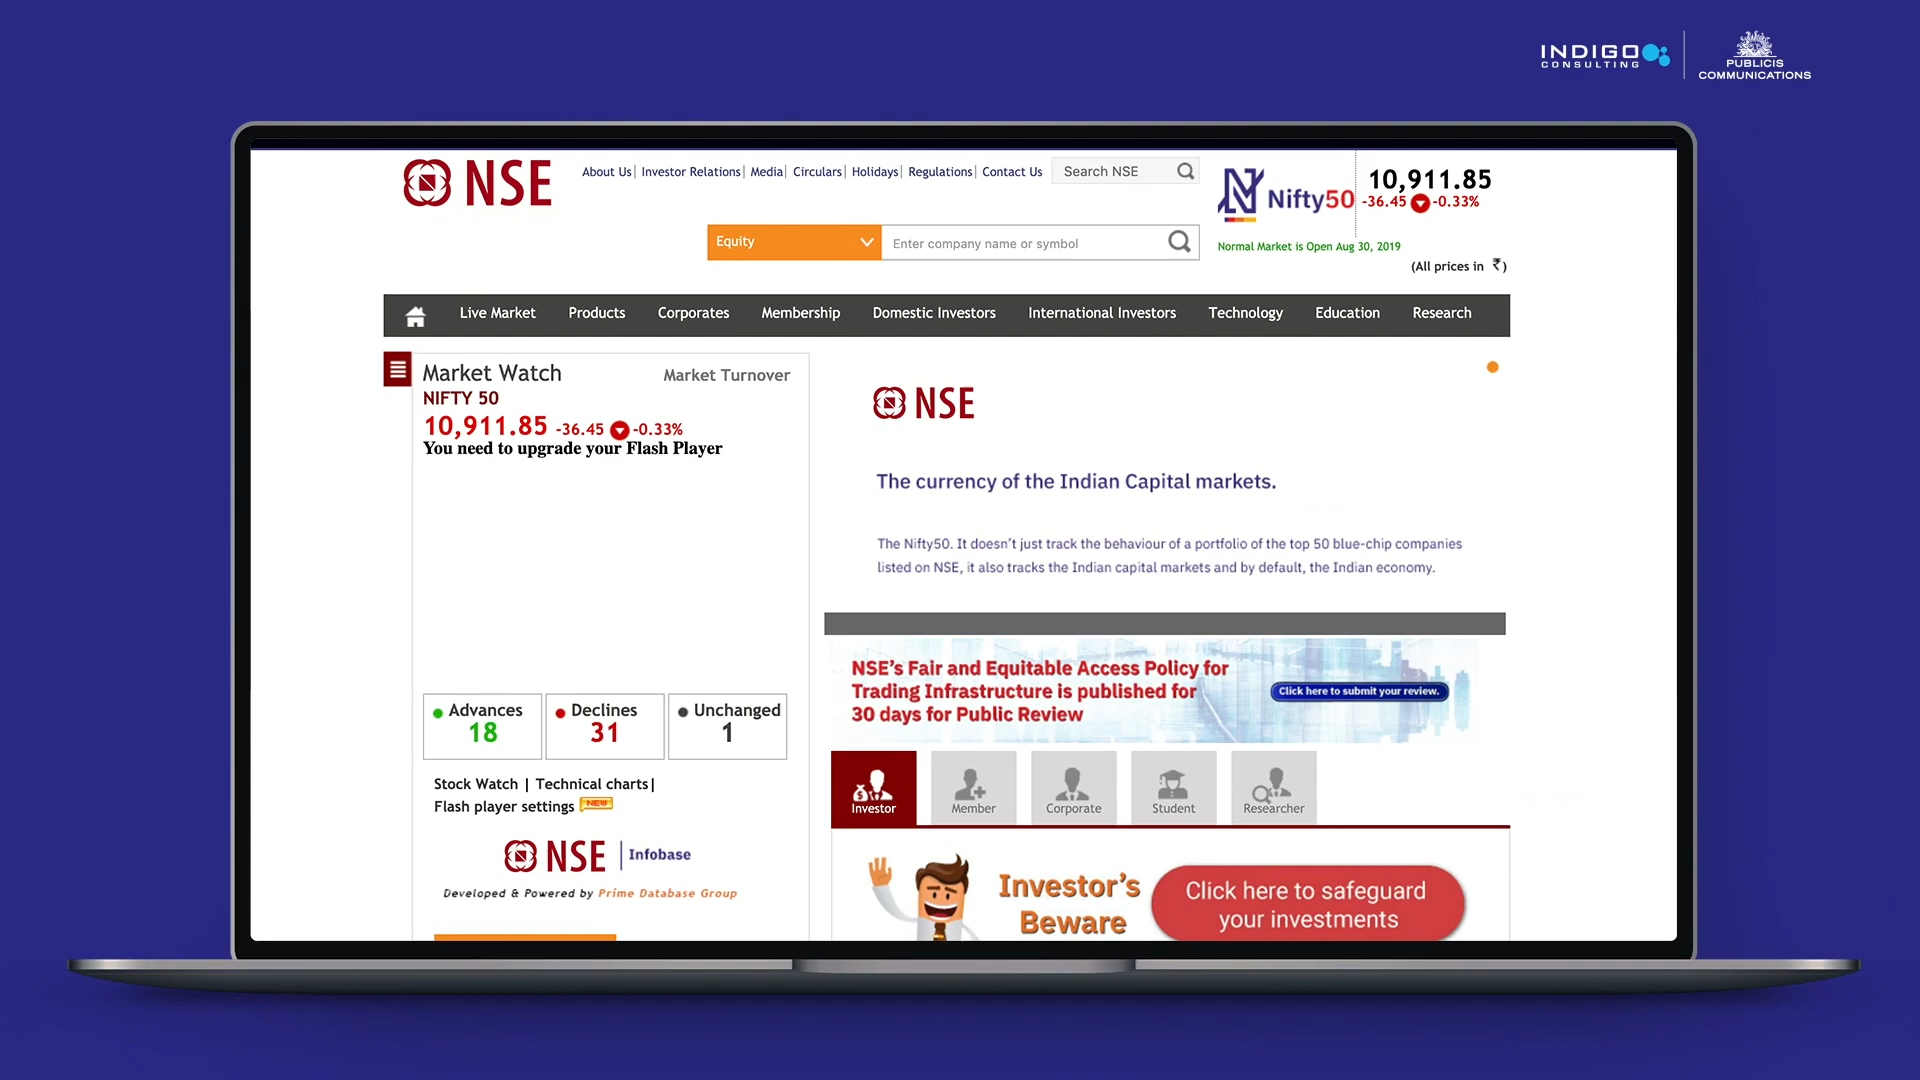 INDIGO
CONSULTING
PUBLICIS
COMMUNICATIONS
NSE
About Us| Investor Relations| Media| Circulars| Holidays| Regulations| Contact Us
Search NSE
Nifty50
10,911.85
-36.45 -0.33%
Equity
Enter company name or symbol
Normal Market is Open Aug 30, 2019
(All prices in ₹)
Live Market Products Corporates Membership Domestic Investors International Investors Technology Education Research
Market Watch
Market Turnover
NIFTY 50
10,911.85 -36.45 -0.33%
You need to upgrade your Flash Player
Advances
18
Declines
31
Unchanged
1
Stock Watch | Technical charts|
Flash player settings NEW
NSE | Infobase
Developed & Powered by Prime Database Group
NSE
The currency of the Indian Capital markets.
The Nifty50. It doesn't just track the behaviour of a portfolio of the top 50 blue-chip companies
listed on NSE, it also tracks the Indian capital markets and by default, the Indian economy.
NSE's Fair and Equitable Access Policy for
Trading Infrastructure is published for
30 days for Public Review
Click here to submit your review.
Investor
Member
Corporate
Student
Researcher
Investor's
Beware
Click here to safeguard
your investments